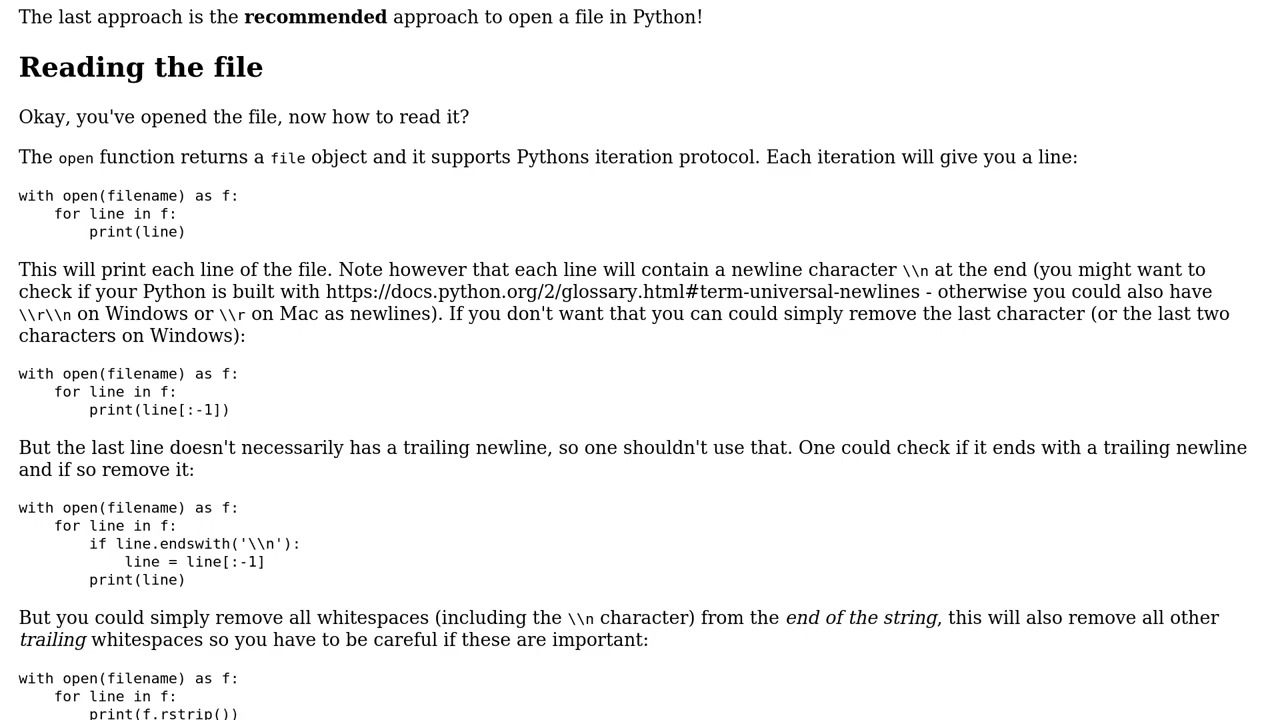 The last approach is the recommended approach to open a file in Python!
Reading the file
Okay, you've opened the file, now how to read it?
The open function returns a file object and it supports Pythons iteration protocol. Each iteration will give you a line:
with open(filename) as f:
    for line in f:
        print(line)
This will print each line of the file. Note however that each line will contain a newline character \\n at the end (you might want to
check if your Python is built with https://docs.python.org/2/glossary.html#term-universal-newlines - otherwise you could also have
\\r\\n on Windows or \\r on Mac as newlines). If you don't want that you can could simply remove the last character (or the last two
characters on Windows):
with open(filename) as f:
    for line in f:
        print(line[:-1])
But the last line doesn't necessarily has a trailing newline, so one shouldn't use that. One could check if it ends with a trailing newline
and if so remove it:
with open(filename) as f:
    for line in f:
        if line.endswith('\\n'):
            line = line[:-1]
        print(line)
But you could simply remove all whitespaces (including the \\n character) from the end of the string, this will also remove all other
trailing whitespaces so you have to be careful if these are important:
with open(filename) as f:
    for line in f:
        print(f.rstrip())